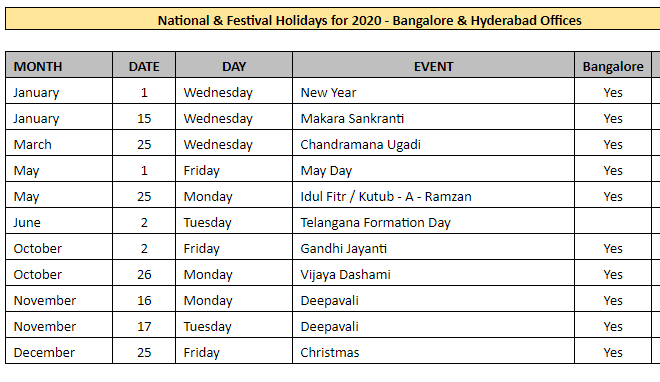 National & Festival Holidays for 2020 - Bangalore & Hyderabad Offices
MONTH DATE DAY EVENT Bangalore
January 1 Wednesday New Year Yes
January 15 Wednesday Makara Sankranti Yes
March 25 Wednesday Chandramana Ugadi Yes
May 1 Friday May Day Yes
May 25 Monday Idul Fitr / Kutub - A - Ramzan Yes
June 2 Tuesday Telangana Formation Day
October 2 Friday Gandhi Jayanti Yes
October 26 Monday Vijaya Dashami Yes
November 16 Monday Deepavali Yes
November 17 Tuesday Deepavali Yes
December 25 Friday Christmas Yes